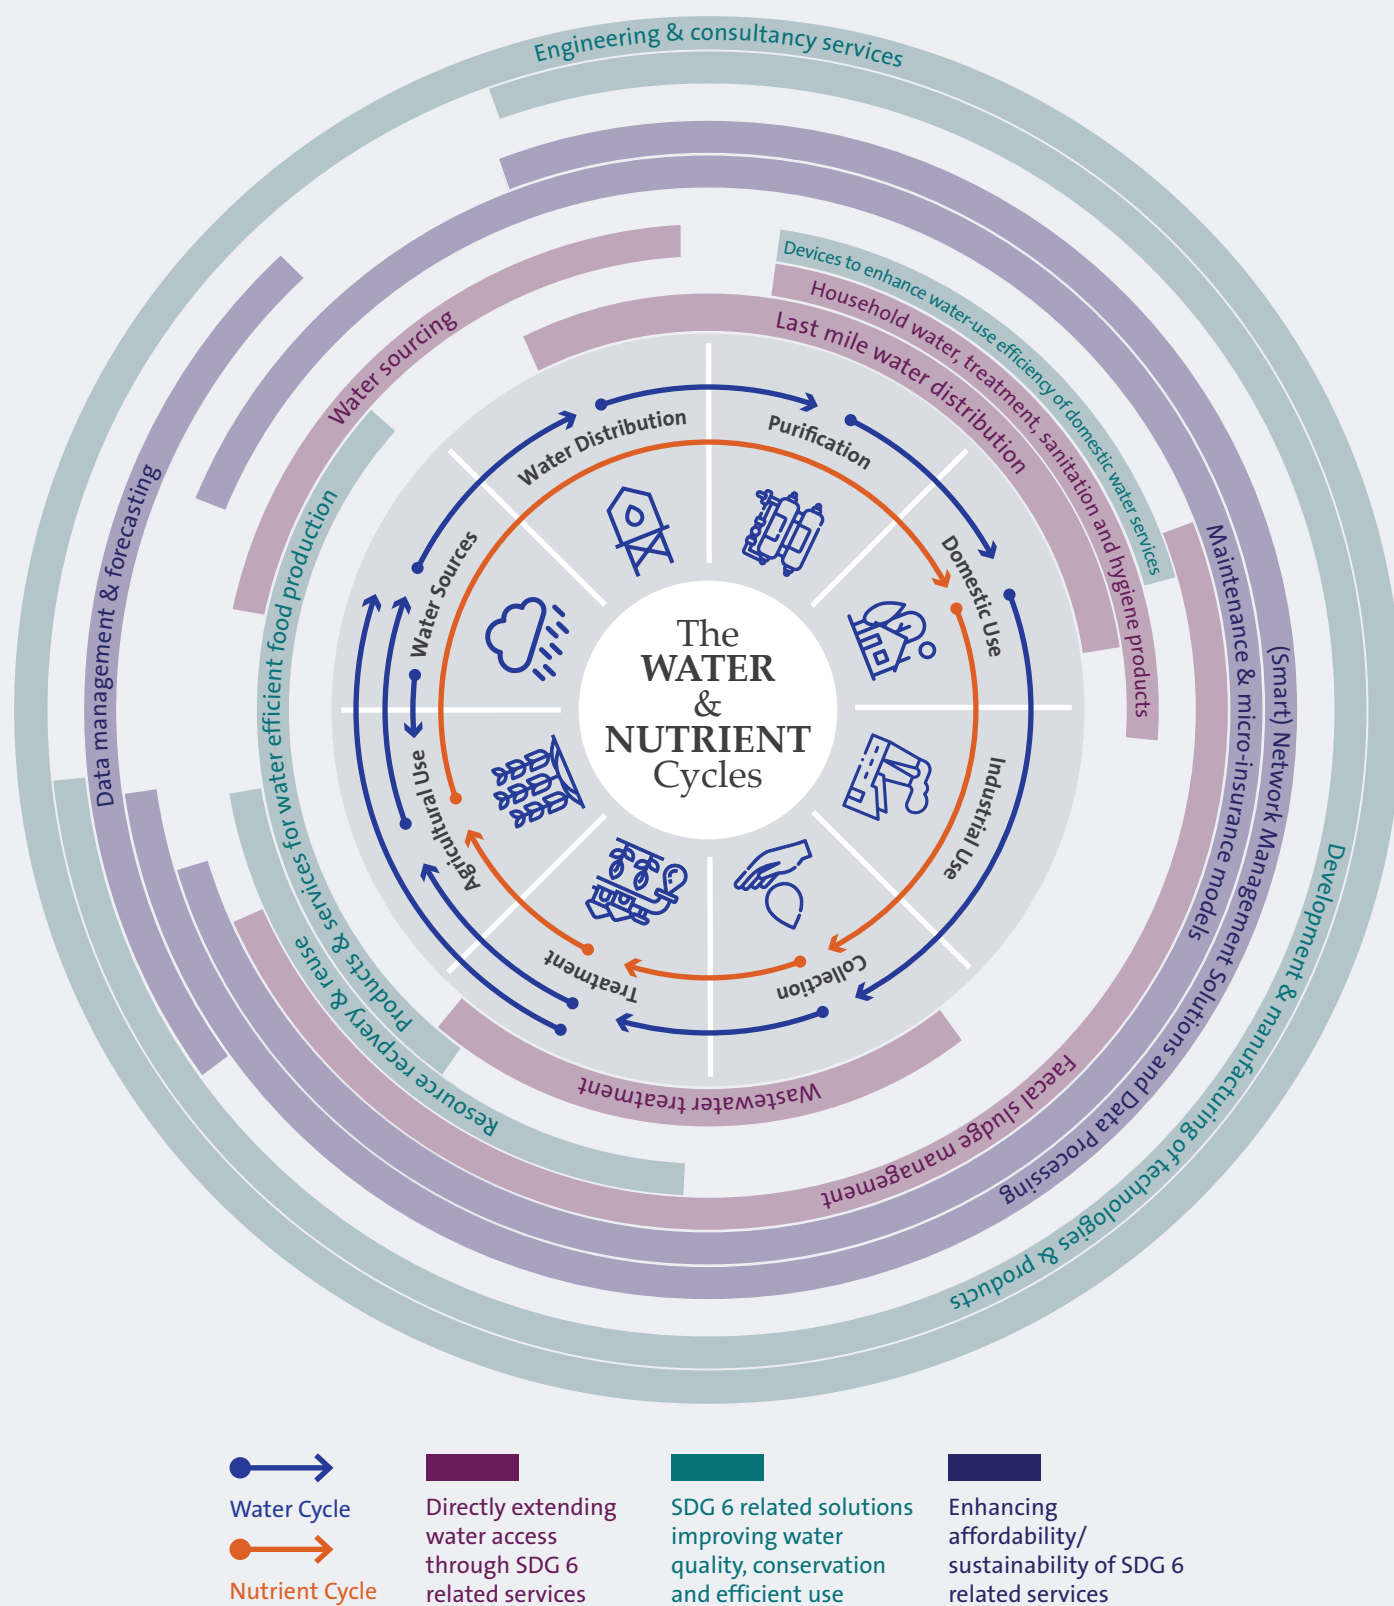 Engineering & consultancy services
Development & manufacturing of technologies & products
(Smart) Network Management Solutions and Data Processing
Maintenance & micro-insurance models
Data management & forecasting
Faecal sludge management
Devices to enhance water-use efficiency of domestic water services
Household water, treatment, sanitation and hygiene products
Last mile water distribution
Water sourcing
Products & services for water efficient food production
Resource recpvery & reuse
Wastewater treatment
Water Distribution
Purification
Domestic Use
Industrial Use
Collection
Treatment
Agricultural Use
Water Sources
The
WATER
&
NUTRIENT
Cycles
Water Cycle
Nutrient Cycle
Directly extending
water access
through SDG 6
related services
SDG 6 related solutions
improving water
quality, conservation
and efficient use
Enhancing
affordability/
sustainability of SDG 6
related services